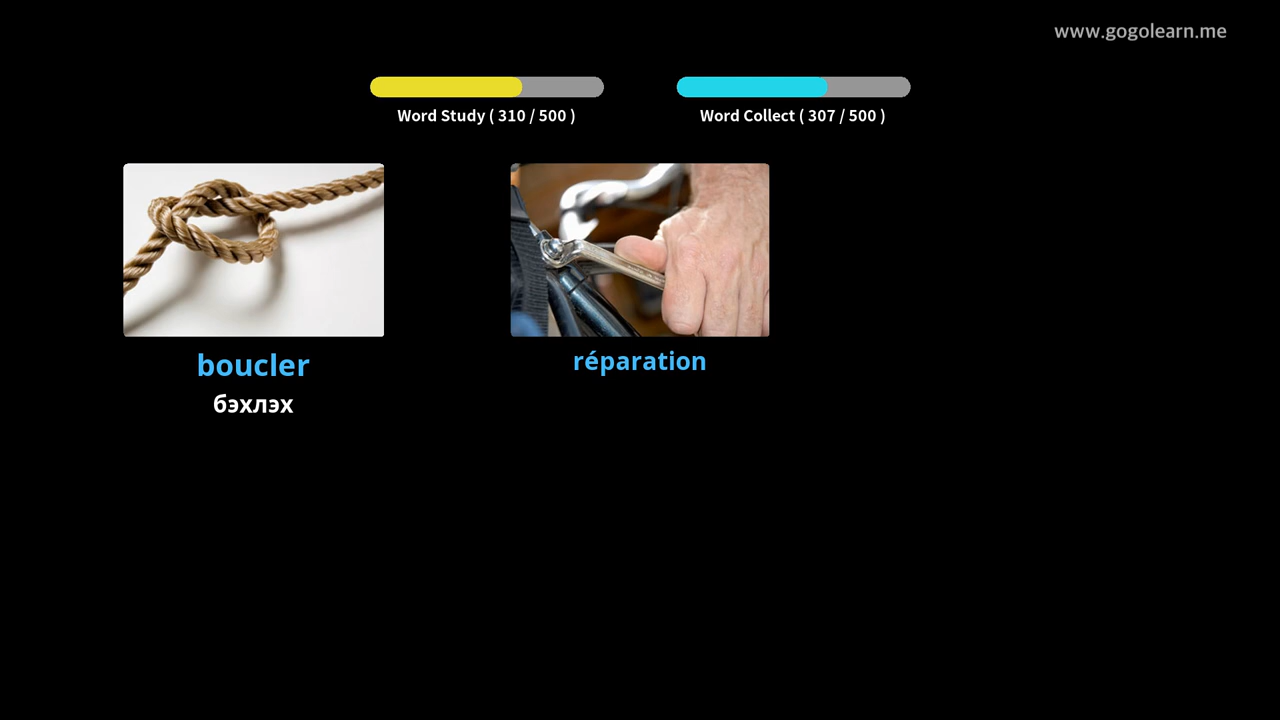 www.gogolearn.me
Word Study ( 310 / 500 )
Word Collect ( 307 / 500 )
boucler
бэхлэх
réparation